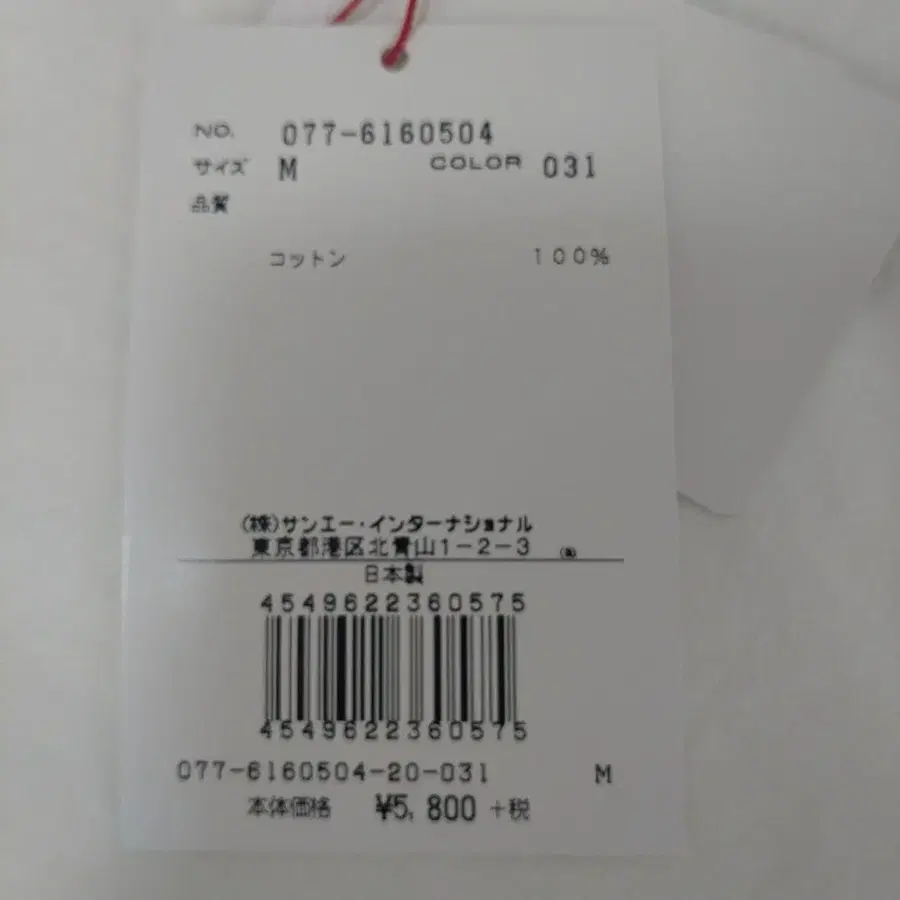 NO. 077-6160504
サイズ M COLOR 031
品質
コットン 100%
(株)サンエー・インターナショナル
東京都港区北青山1-2-3
日本製
4549622360575
4549622360575
077-6160504-20-031 M
本体価格 ¥5,800 +税